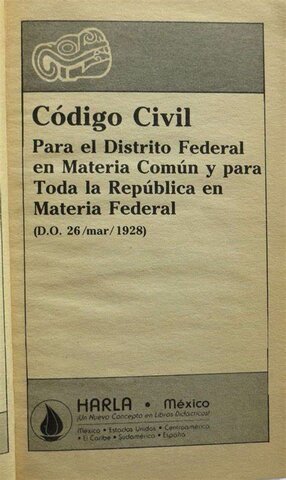 Código Civil
Para el Distrito Federal
en Materia Común y para
Toda la República en
Materia Federal
(D.O. 26/mar/1928)
HARLA • México
¡Un Nuevo Concepto en Libros Didácticos!
México • Estados Unidos • Centroamérica
• El Caribe • Sudamérica • España